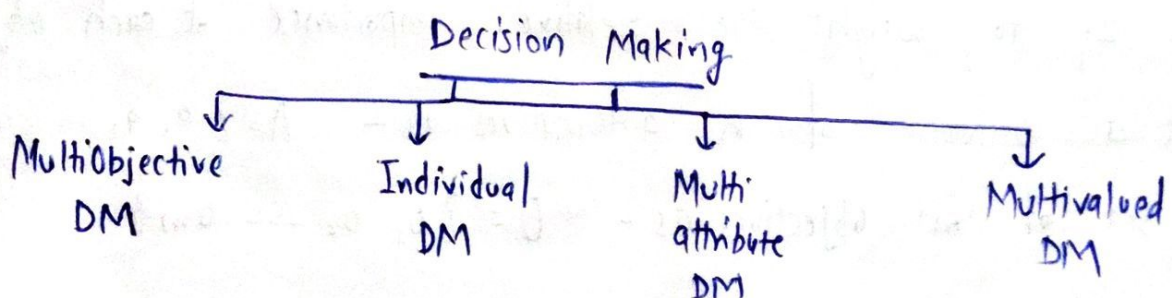 Decision Making
MultiObjective
DM
Individual
DM
Multi
attribute
DM
Multivalued
DM